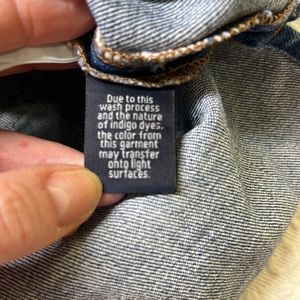 Due to this
wash process
and the nature
of indigo dyes.
the color from
this garment
may transfer
onto light
surfaces.